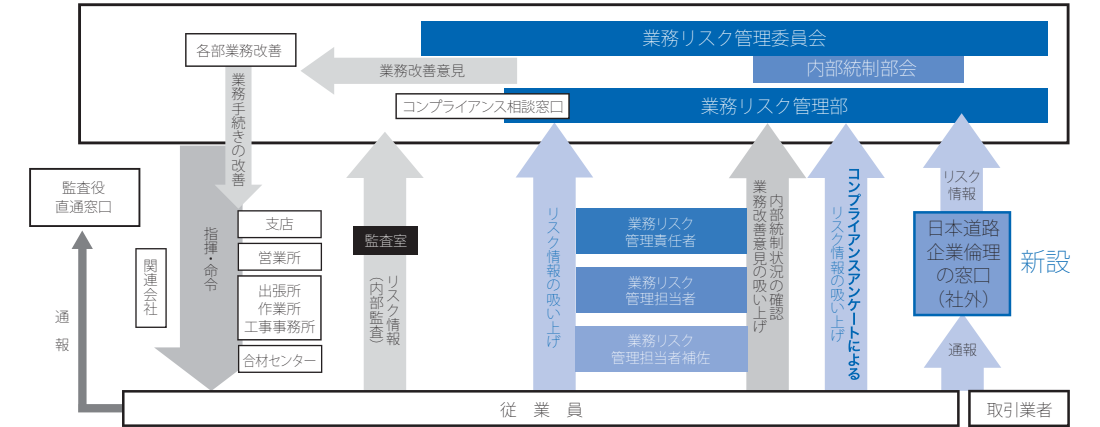 業務リスク管理委員会
各部業務改善
業務改善意見
内部統制部会
コンプライアンス相談窓口
業務リスク管理部
業務手続きの改善
監査役
直通窓口
通報
関連会社
指揮・命令
支店
営業所
出張所
作業所
工事事務所
合材センター
監査室
リスク情報
（内部監査）
リスク情報の吸い上げ
業務リスク
管理責任者
業務リスク
管理担当者
業務リスク
管理担当者補佐
内部統制状況の確認
業務改善意見の吸い上げ
コンプライアンスアンケートによる
リスク情報の吸い上げ
リスク
情報
日本道路
企業倫理
の窓口
（社外）
新設
通報
従業員
取引業者